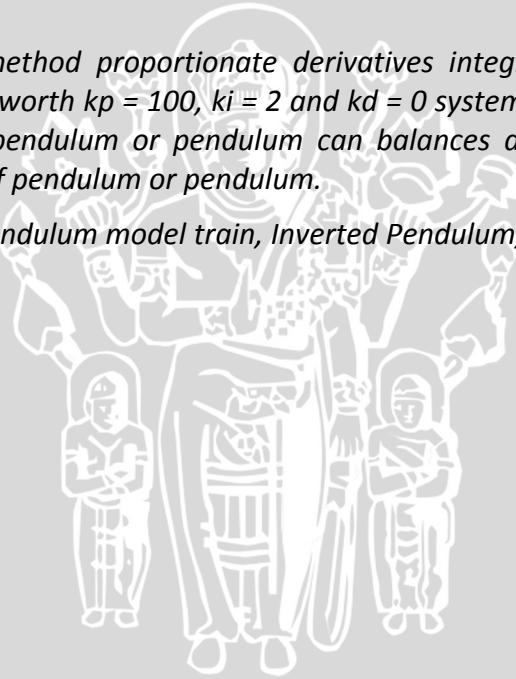 method proportionate derivatives integ
worth kp = 100, ki = 2 and kd = 0 system
pendulum or pendulum can balances a
f pendulum or pendulum.
ndulum model train, Inverted Pendulum,